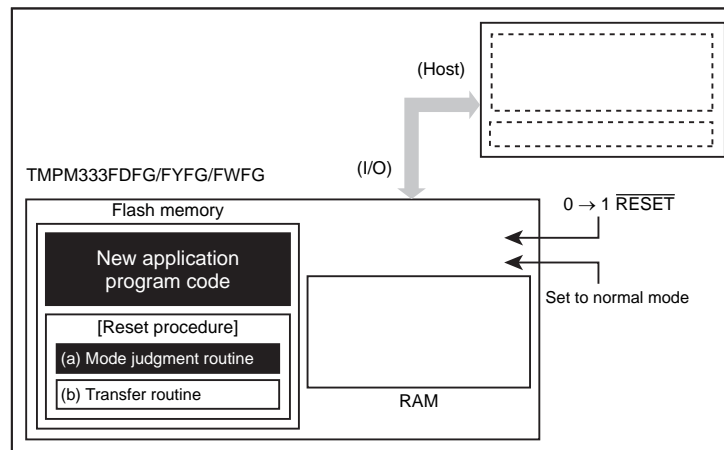 (Host)
(I/O)
TMPM333FDFG/FYFG/FWFG
Flash memory
0 → 1 R̅E̅S̅E̅T̅
New application
program code
Set to normal mode
[Reset procedure]
(a) Mode judgment routine
(b) Transfer routine
RAM